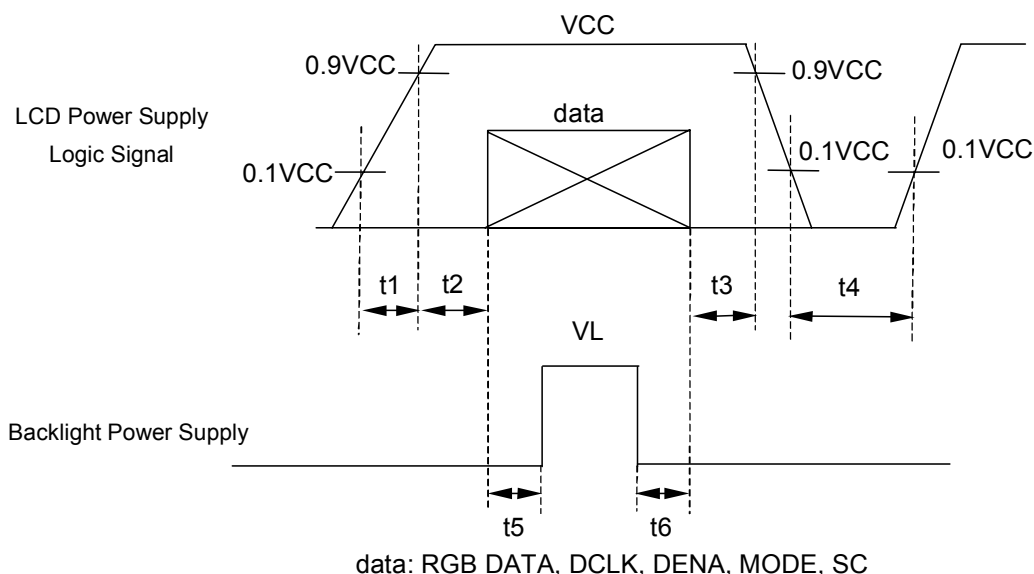 VCC
0.9VCC
0.9VCC
LCD Power Supply
Logic Signal
data
0.1VCC
0.1VCC
0.1VCC
t1
t2
t3
t4
VL
Backlight Power Supply
t5
t6
data: RGB DATA, DCLK, DENA, MODE, SC